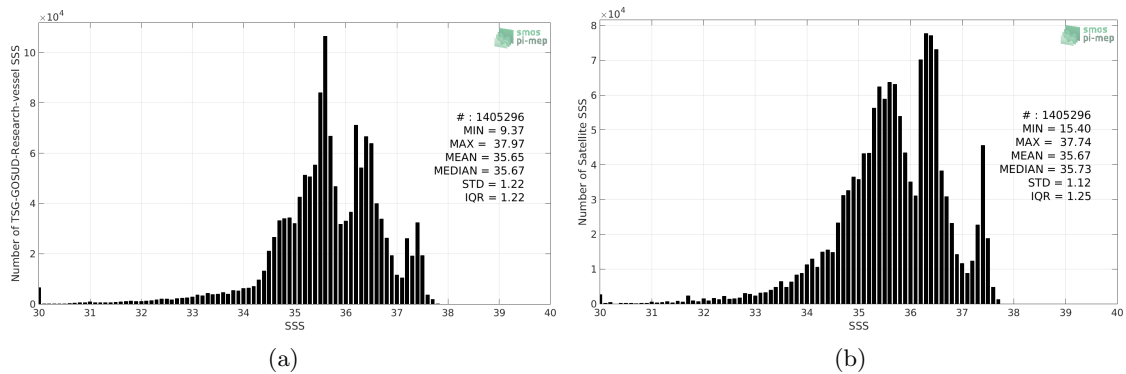 ×10⁴
10
8
6
4
2
0
Number of TSG-GOSUD-Research-vessel SSS
30 31 32 33 34 35 36 37 38 39 40
SSS
smos
pi-mep
# : 1405296
MIN = 9.37
MAX = 37.97
MEAN = 35.65
MEDIAN = 35.67
STD = 1.22
IQR = 1.22
(a)
×10⁴
8
7
6
5
4
3
2
1
0
Number of Satellite SSS
30 31 32 33 34 35 36 37 38 39 40
SSS
smos
pi-mep
# : 1405296
MIN = 15.40
MAX = 37.74
MEAN = 35.67
MEDIAN = 35.73
STD = 1.12
IQR = 1.25
(b)